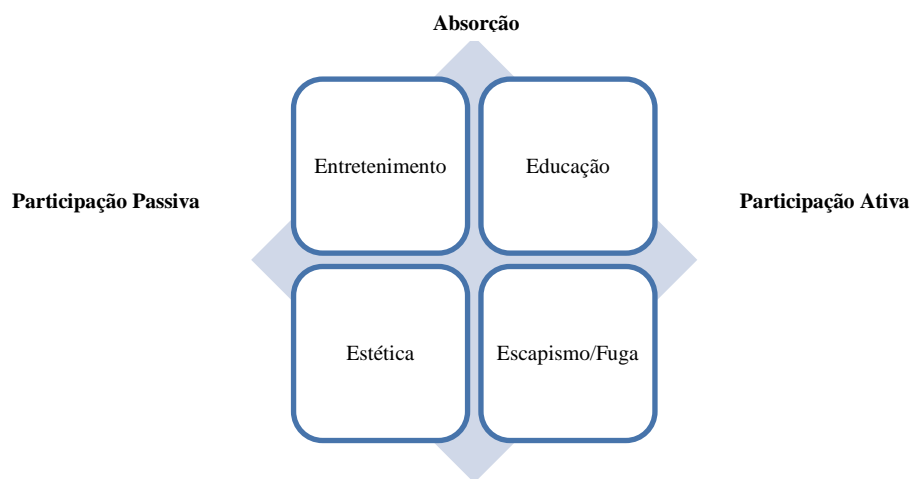 Absorção
Entretenimento
Educação
Participação Passiva
Participação Ativa
Estética
Escapismo/Fuga